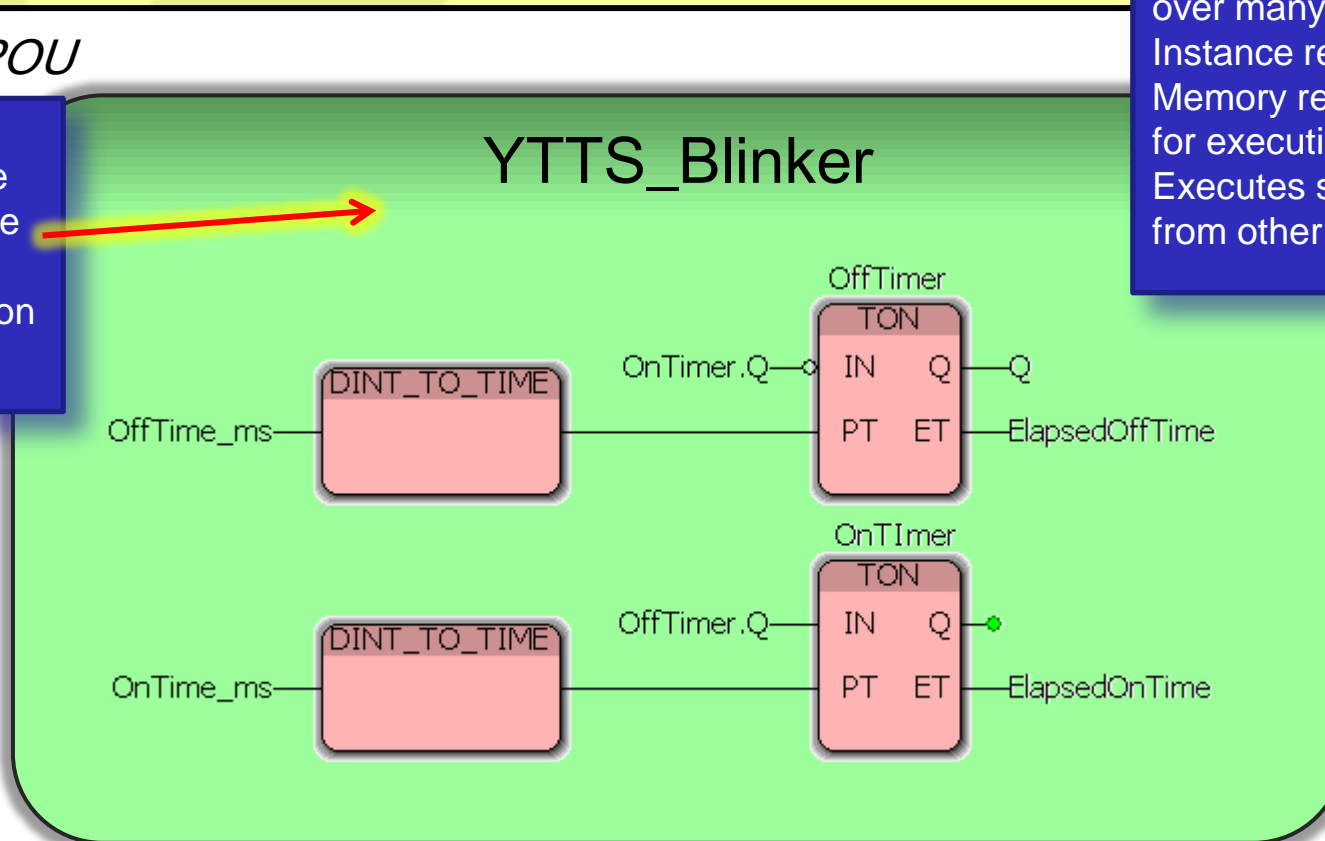 POU
over many
Instance re
Memory re
for executi
Executes s
from other
e
e
on
YTTS_Blinker
OffTimer
TON
OnTimer.Q IN Q Q
DINT_TO_TIME
OffTime_ms PT ET ElapsedOffTime
OnTImer
TON
OffTimer.Q IN Q
DINT_TO_TIME
OnTime_ms PT ET ElapsedOnTime